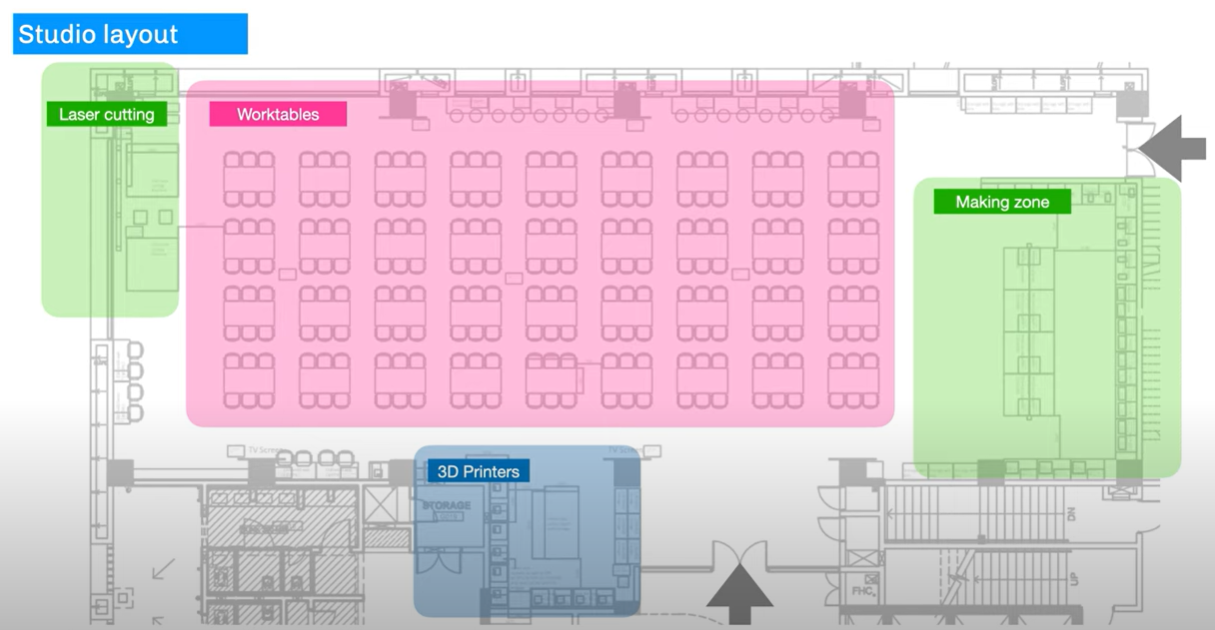 Studio layout
Laser cutting
Worktables
Making zone
TV Screen
TV Screen
3D Printers
STORAGE
DN
UP
FHC